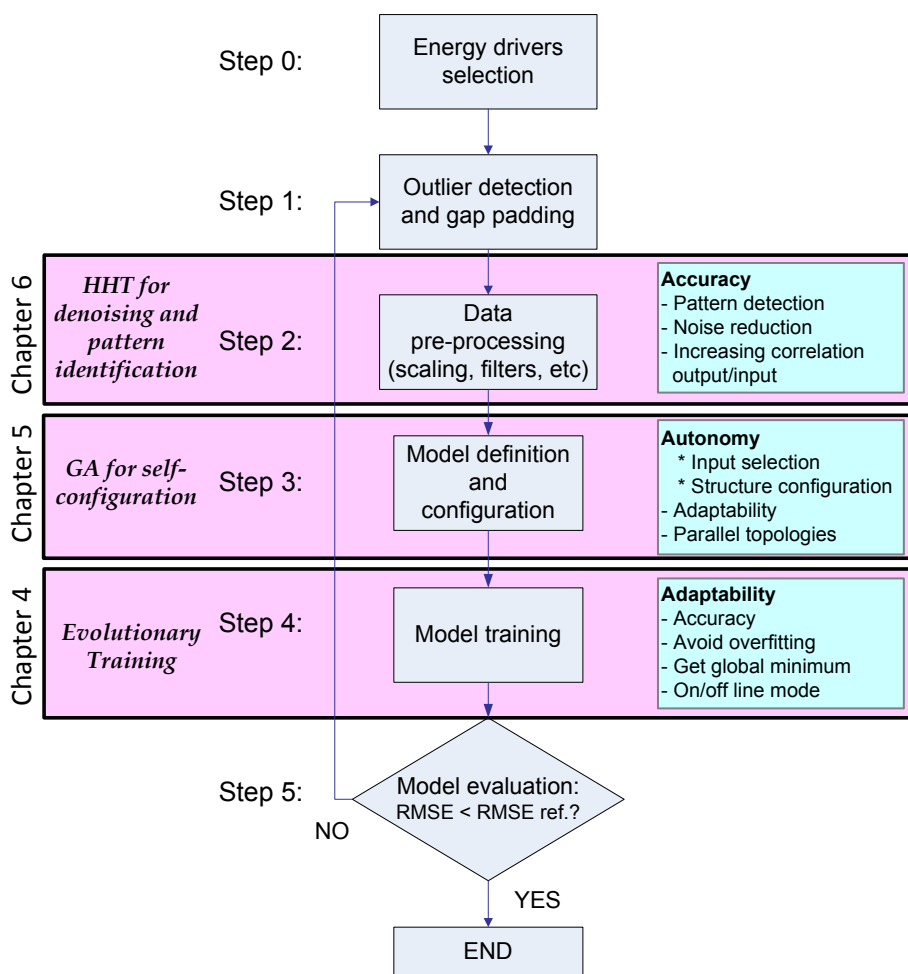 Step 0:
Energy drivers
selection
Step 1:
Outlier detection
and gap padding
Chapter 6
HHT for
denoising and
pattern
identification
Step 2:
Data
pre-processing
(scaling, filters, etc)
Accuracy
- Pattern detection
- Noise reduction
- Increasing correlation
output/input
Chapter 5
GA for self-
configuration
Step 3:
Model definition
and
configuration
Autonomy
* Input selection
* Structure configuration
- Adaptability
- Parallel topologies
Chapter 4
Evolutionary
Training
Step 4:
Model training
Adaptability
- Accuracy
- Avoid overfitting
- Get global minimum
- On/off line mode
Step 5:
Model evaluation:
RMSE < RMSE ref.?
NO
YES
END